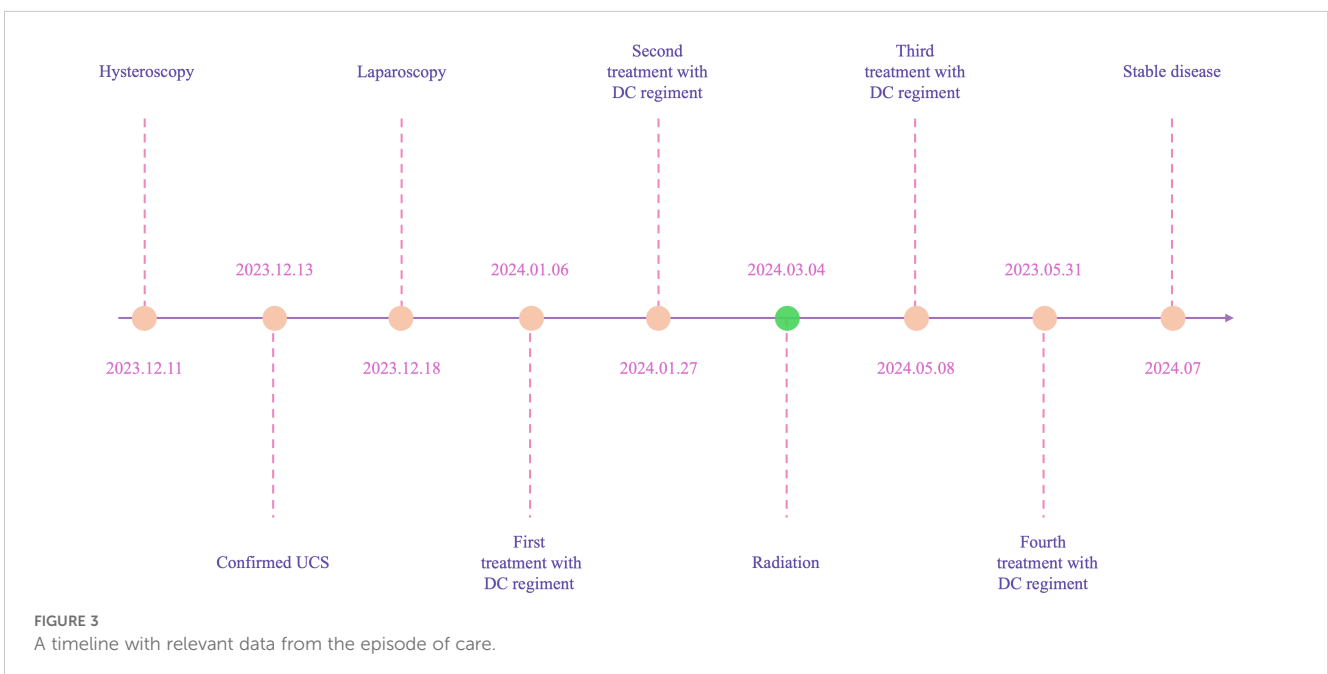 Hysteroscopy
Laparoscopy
Second
treatment with
DC regiment
Third
treatment with
DC regiment
Stable disease
2023.12.13
2024.01.06
2024.03.04
2023.05.31
2023.12.11
2023.12.18
2024.01.27
2024.05.08
2024.07
Confirmed UCS
First
treatment with
DC regiment
Radiation
Fourth
treatment with
DC regiment
FIGURE 3
A timeline with relevant data from the episode of care.